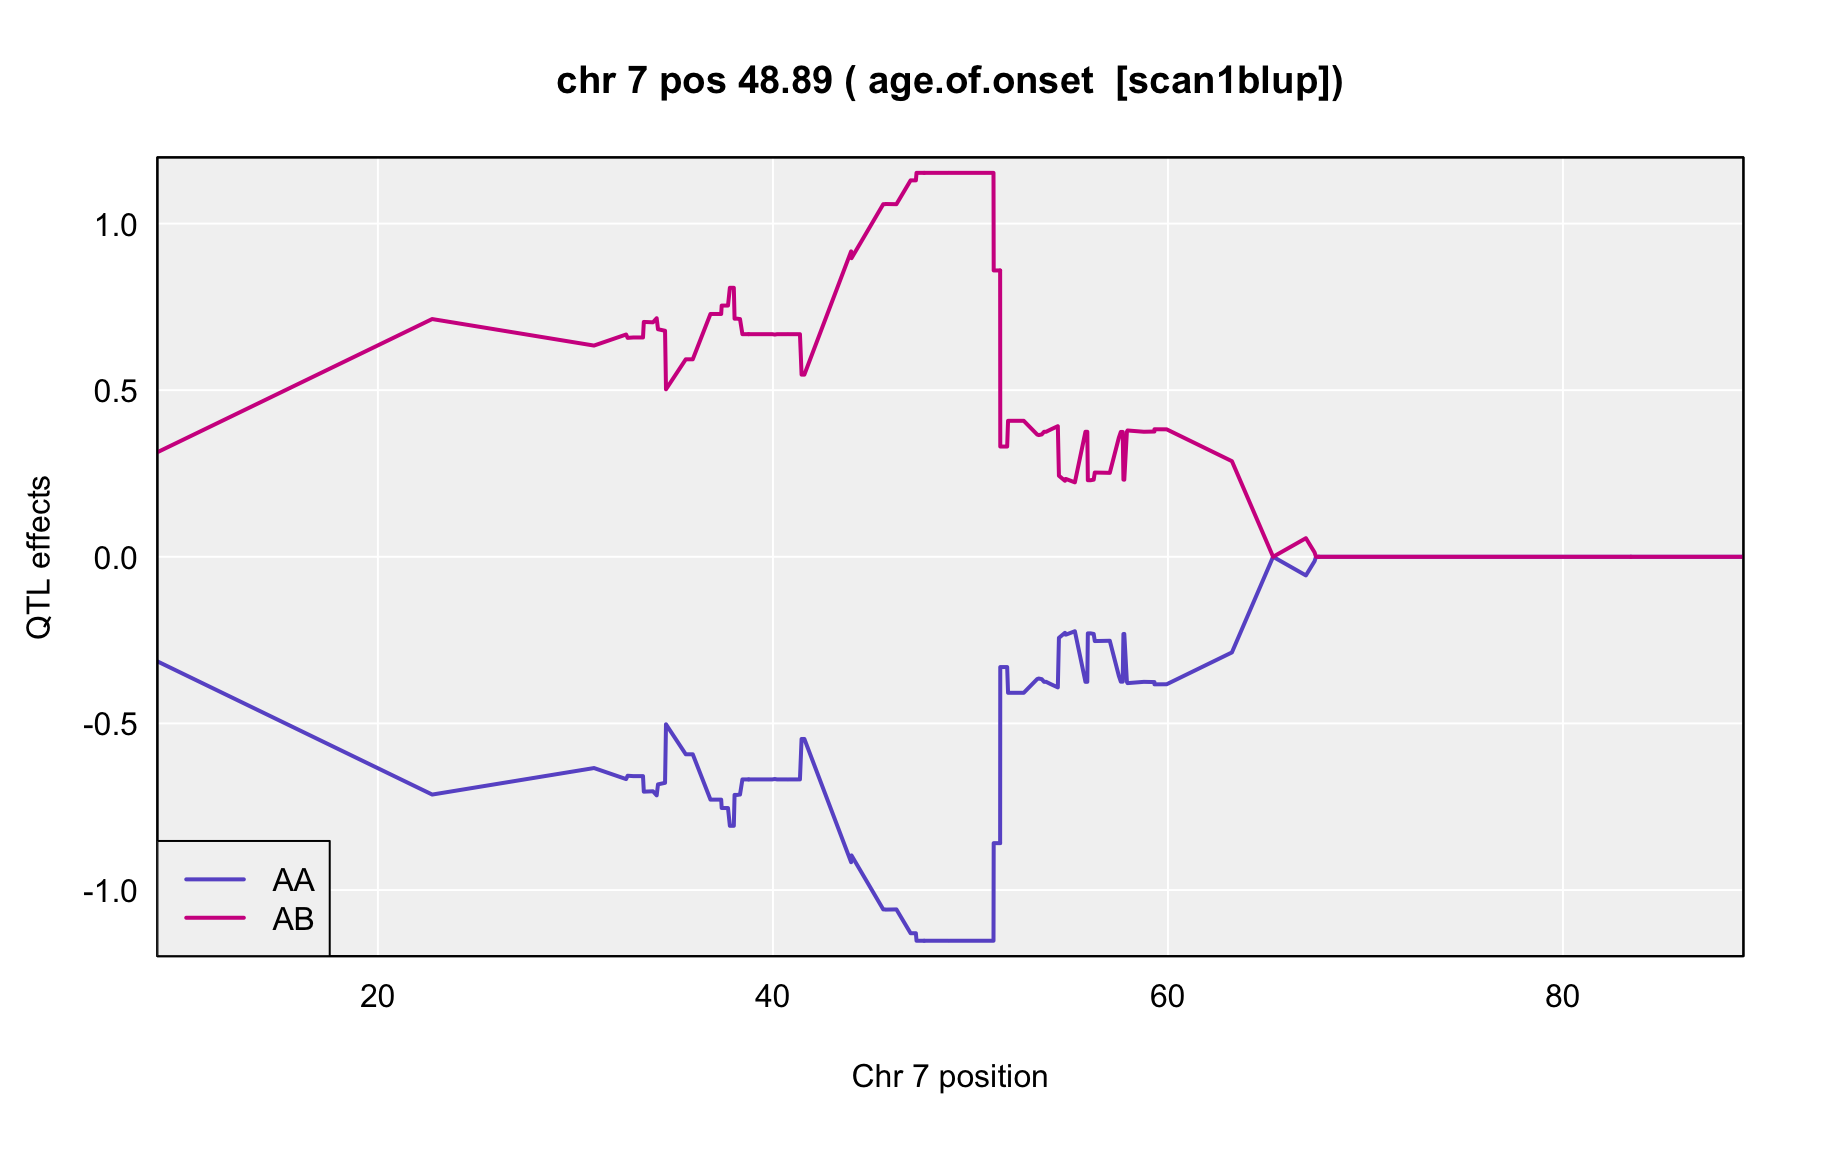 chr 7 pos 48.89 ( age.of.onset  [scan1blup])
QTL effects
1.0
0.5
0.0
-0.5
-1.0
AA
AB
20 40 60 80
Chr 7 position